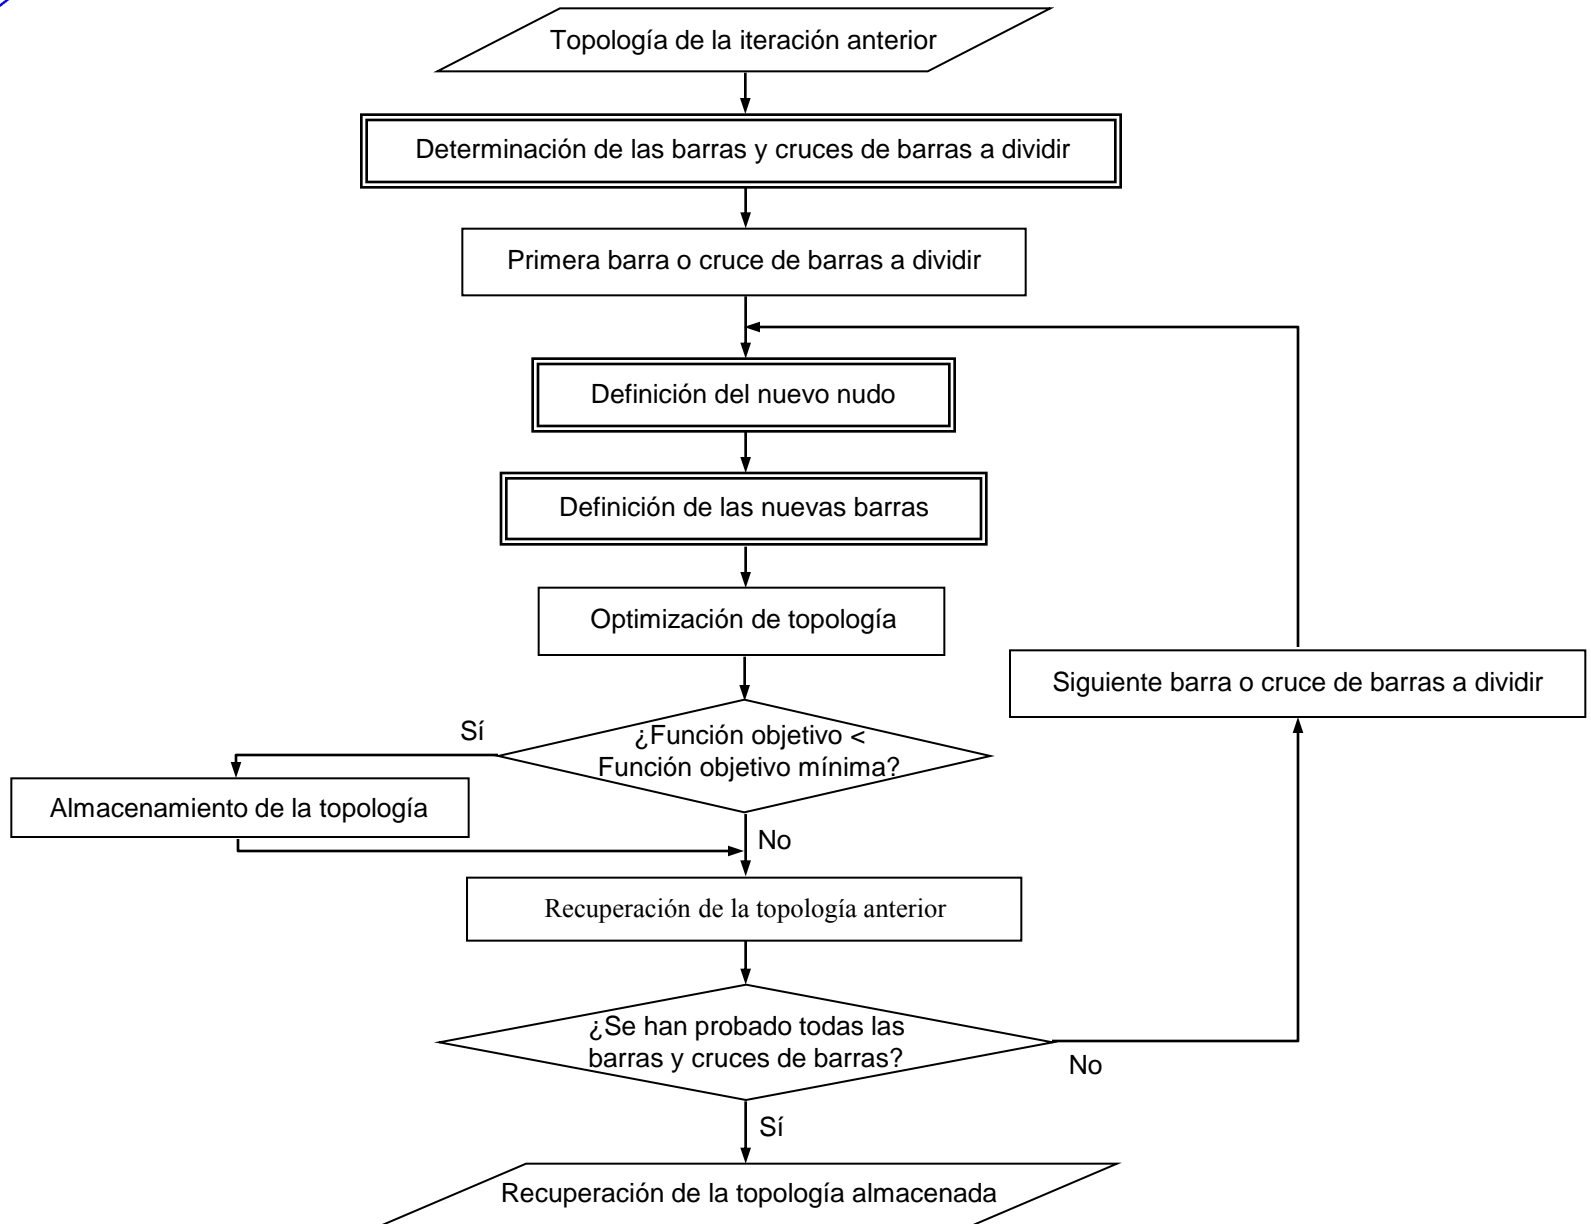 Topología de la iteración anterior
Determinación de las barras y cruces de barras a dividir
Primera barra o cruce de barras a dividir
Definición del nuevo nudo
Definición de las nuevas barras
Optimización de topología
Siguiente barra o cruce de barras a dividir
Sí
¿Función objetivo <
Función objetivo mínima?
Almacenamiento de la topología
No
Recuperación de la topología anterior
¿Se han probado todas las
barras y cruces de barras?
No
Sí
Recuperación de la topología almacenada